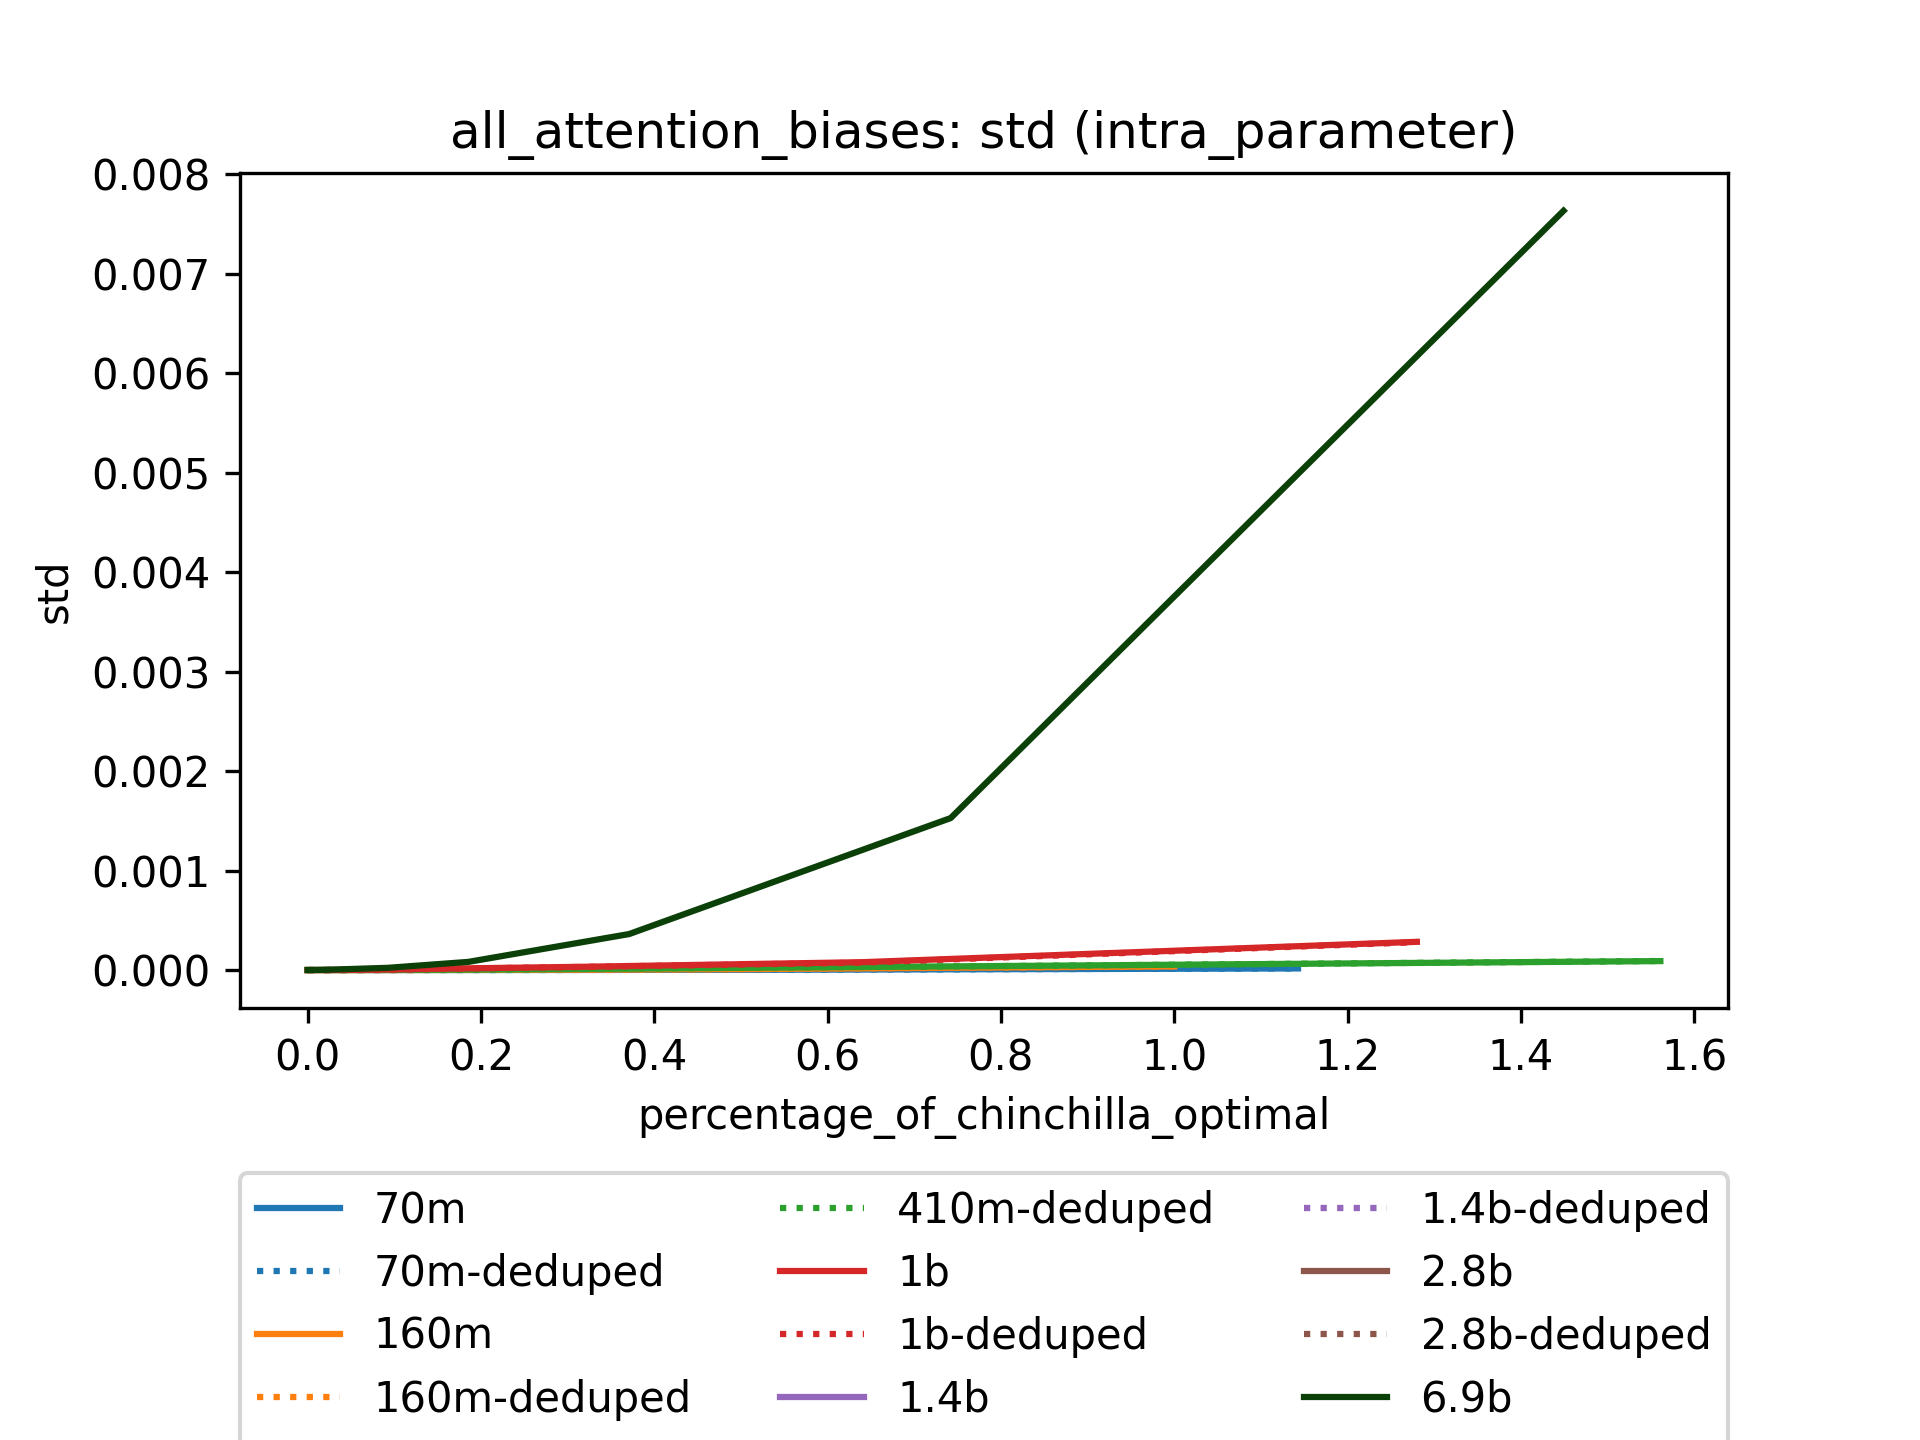 all_attention_biases: std (intra_parameter)
0.008
0.007
0.006
0.005
0.004
0.003
0.002
0.001
0.000
std
0.0 0.2 0.4 0.6 0.8 1.0 1.2 1.4 1.6
percentage_of_chinchilla_optimal
70m 410m-deduped 1.4b-deduped
70m-deduped 1b 2.8b
160m 1b-deduped 2.8b-deduped
160m-deduped 1.4b 6.9b